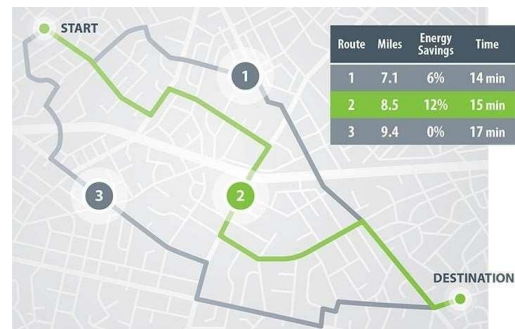 START
Route Miles Energy Savings Time
1 7.1 6% 14 min
2 8.5 12% 15 min
3 9.4 0% 17 min
1
2
3
DESTINATION